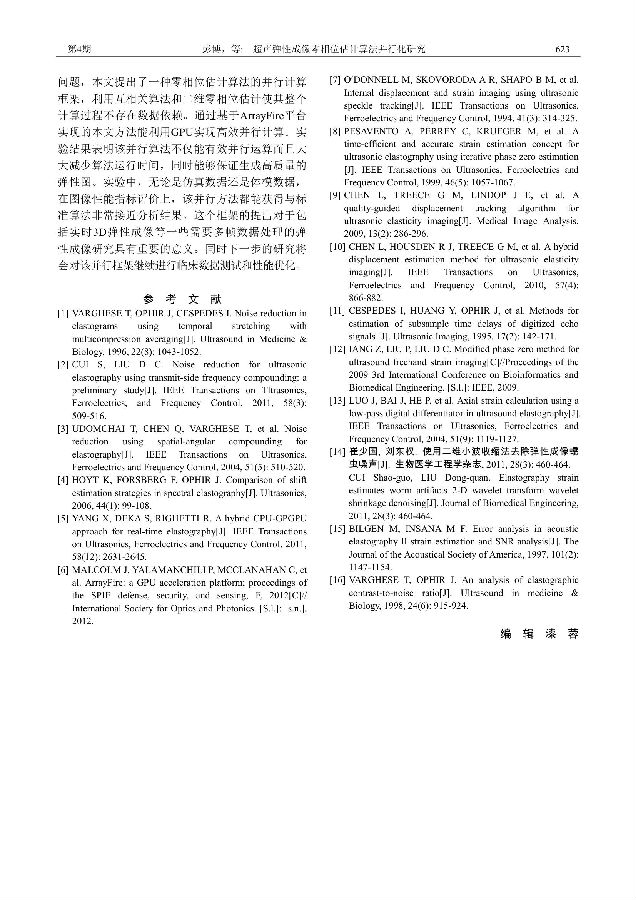 第4期
彭博，等: 超声弹性成像零相位估计算法并行化研究
623
问题，本文提出了一种零相位估计算法的并行计算
框架，利用互相关算法和二维零相位估计使其整个
计算过程不存在数据依赖。通过基于ArrayFire平台
实现的本文方法能利用GPU实现高效并行计算。实
验结果表明该并行算法不仅能有效并行运算而且大
大减少算法运行时间，同时能够保证生成高质量的
弹性图。实验中，无论是仿真数据还是体模数据，
在图像性能指标评价上，该并行方法都能获得与标
准算法非常接近分析结果。这个框架的提出对于包
括实时3D弹性成像等一些需要多帧数据处理的弹
性成像研究具有重要的意义，同时下一步的研究将
会对该并行框架继续进行临床数据测试和性能优化。
参 考 文 献
[1] VARGHESE T, OPHIR J, CESPEDES I. Noise reduction in
elastograms using temporal stretching with
multicompression averaging[J]. Ultrasound in Medicine &
Biology, 1996, 22(8): 1043-1052.
[2] CUI S, LIU D C. Noise reduction for ultrasonic
elastography using transmit-side frequency compounding: a
preliminary study[J]. IEEE Transactions on Ultrasonics,
Ferroelectrics, and Frequency Control, 2011, 58(3):
509-516.
[3] UDOMCHAI T, CHEN Q, VARGHESE T, et al. Noise
reduction using spatial-angular compounding for
elastography[J]. IEEE Transactions on Ultrasonics,
Ferroelectrics and Frequency Control, 2004, 51(5): 510-520.
[4] HOYT K, FORSBERG F, OPHIR J. Comparison of shift
estimation strategies in spectral elastography[J]. Ultrasonics,
2006, 44(1): 99-108.
[5] YANG X, DEKA S, RIGHETTI R. A hybrid CPU-GPGPU
approach for real-time elastography[J]. IEEE Transactions
on Ultrasonics, Ferroelectrics and Frequency Control, 2011,
58(12): 2631-2645.
[6] MALCOLM J, YALAMANCHILI P, MCCLANAHAN C, et
al. ArrayFire: a GPU acceleration platform: proceedings of
the SPIE defense, security, and sensing, F, 2012[C]//
International Society for Optics and Photonics. [S.l.]: [s.n.],
2012.
[7] O'DONNELL M, SKOVORODA A R, SHAPO B M, et al.
Internal displacement and strain imaging using ultrasonic
speckle tracking[J]. IEEE Transactions on Ultrasonics,
Ferroelectrics and Frequency Control, 1994, 41(3): 314-325.
[8] PESAVENTO A, PERREY C, KRUEGER M, et al. A
time-efficient and accurate strain estimation concept for
ultrasonic elastography using iterative phase zero estimation
[J]. IEEE Transactions on Ultrasonics, Ferroelectrics and
Frequency Control, 1999, 46(5): 1057-1067.
[9] CHEN L, TREECE G M, LINDOP J E, et al. A
quality-guided displacement tracking algorithm for
ultrasonic elasticity imaging[J]. Medical Image Analysis,
2009, 13(2): 286-296.
[10] CHEN L, HOUSDEN R J, TREECE G M, et al. A hybrid
displacement estimation method for ultrasonic elasticity
imaging[J]. IEEE Transactions on Ultrasonics,
Ferroelectrics and Frequency Control, 2010, 57(4):
866-882.
[11] CESPEDES I, HUANG Y, OPHIR J, et al. Methods for
estimation of subsample time delays of digitized echo
signals[J]. Ultrasonic Imaging, 1995, 17(2): 142-171.
[12] JANG Z, LIU P, LIU D C. Modified phase zero method for
ultrasound freehand strain imaging[C]//Proceedings of the
2009 3rd International Conference on Bioinformatics and
Biomedical Engineering. [S.l.]: IEEE, 2009.
[13] LUO J, BAI J, HE P, et al. Axial strain calculation using a
low-pass digital differentiator in ultrasound elastography[J].
IEEE Transactions on Ultrasonics, Ferroelectrics and
Frequency Control, 2004, 51(9): 1119-1127.
[14] 崔少国, 刘东权. 使用二维小波收缩法去除弹性成像蠕
虫噪声[J]. 生物医学工程学杂志, 2011, 28(3): 460-464.
CUI Shao-guo, LIU Dong-quan. Elastography strain
estimates worm artifacts 2-D wavelet transform wavelet
shrinkage denoising[J]. Journal of Biomedical Engineering,
2011, 28(3): 460-464.
[15] BILGEN M, INSANA M F. Error analysis in acoustic
elastography II strain estimation and SNR analysis[J]. The
Journal of the Acoustical Society of America, 1997, 101(2):
1147-1154.
[16] VARGHESE T, OPHIR J. An analysis of elastographic
contrast-to-noise ratio[J]. Ultrasound in medicine &
Biology, 1998, 24(6): 915-924.
编 辑 漆 蓉